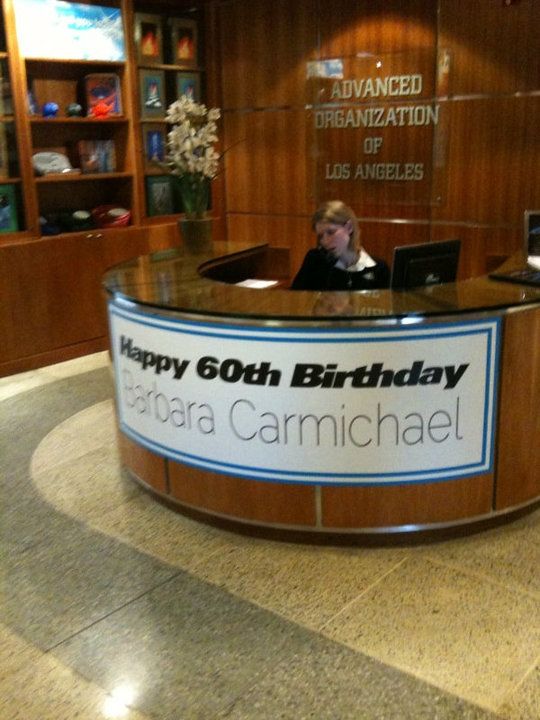 ADVANCED
ORGANIZATION
OF
LOS ANGELES
Happy 60th Birthday
Barbara Carmichael